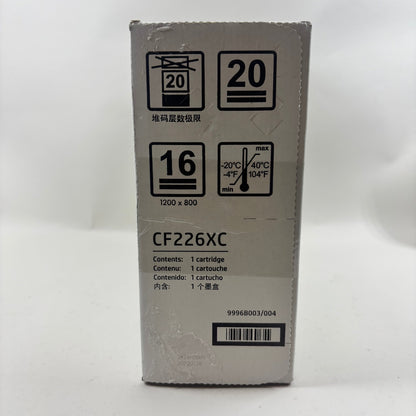 20
20
堆码层数极限
16
1200 x 800
max
-20°C 40°C
-4°F 104°F
min
CF226XC
Contents: 1 cartridge
Contenu: 1 cartouche
Contenido: 1 cartucho
内含: 1 个墨盒
99968003/004